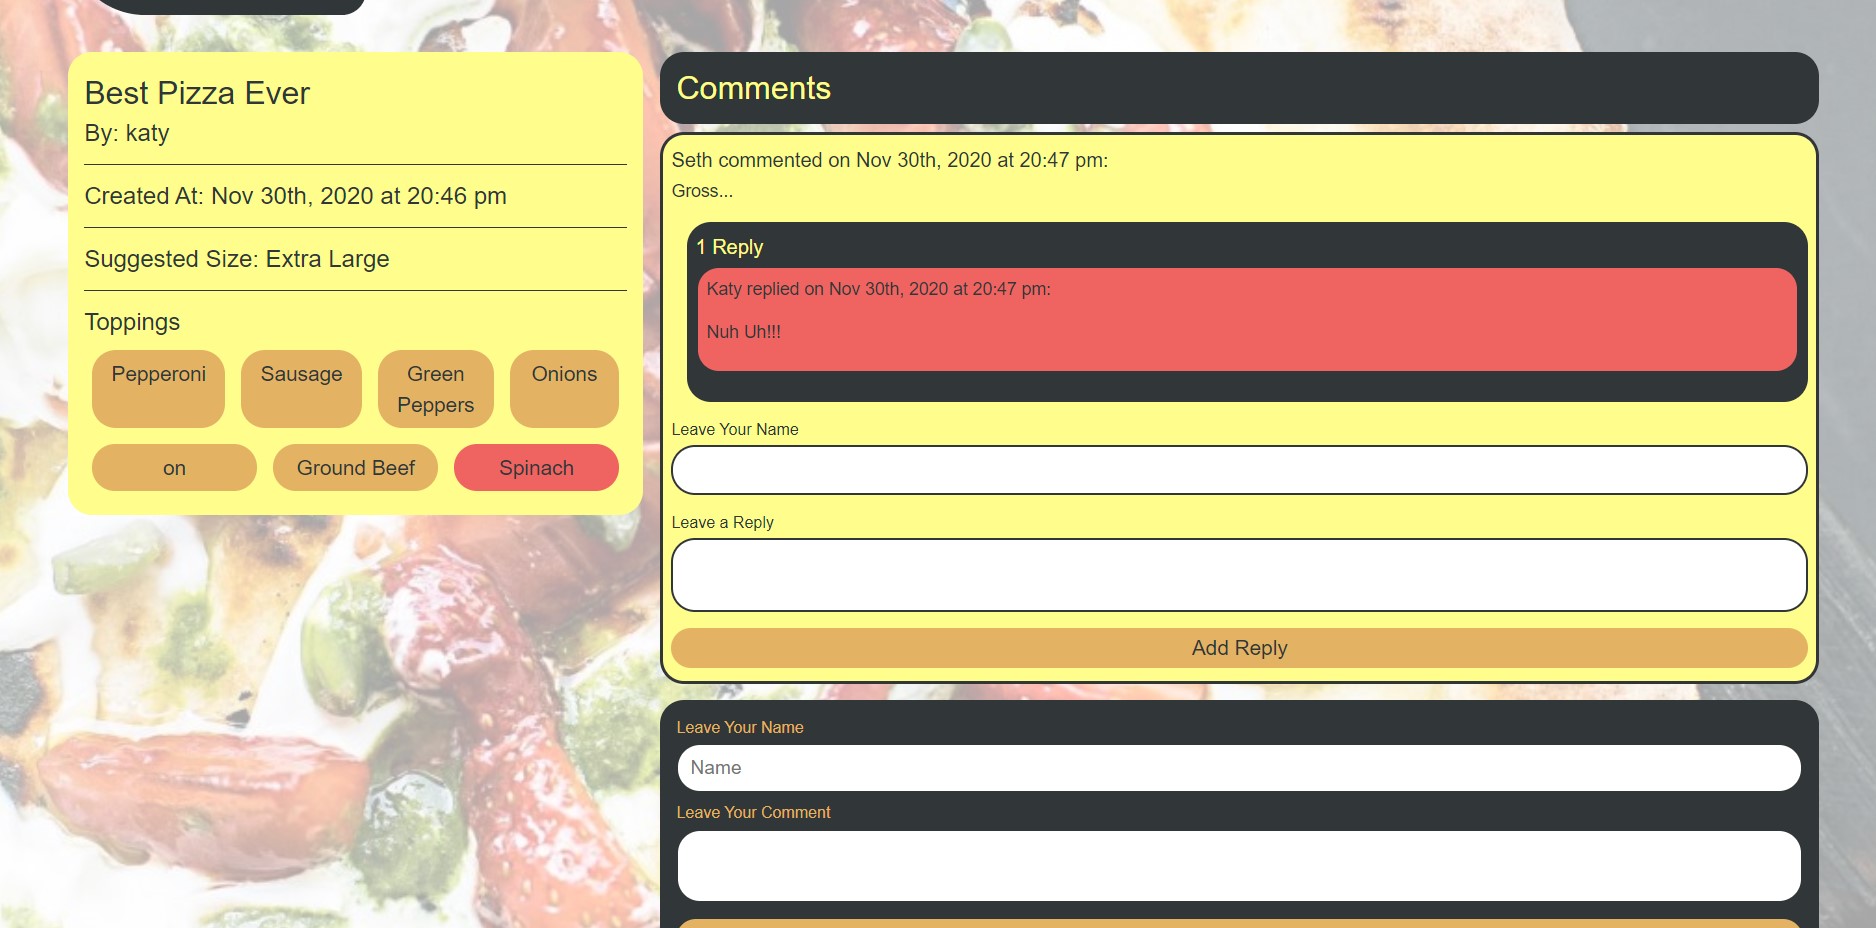 Best Pizza Ever
By: katy
Created At: Nov 30th, 2020 at 20:46 pm
Suggested Size: Extra Large
Toppings
Pepperoni
Sausage
Green
Peppers
Onions
on
Ground Beef
Spinach
Comments
Seth commented on Nov 30th, 2020 at 20:47 pm:
Gross...
1 Reply
Katy replied on Nov 30th, 2020 at 20:47 pm:
Nuh Uh!!!
Leave Your Name
Leave a Reply
Add Reply
Leave Your Name
Name
Leave Your Comment